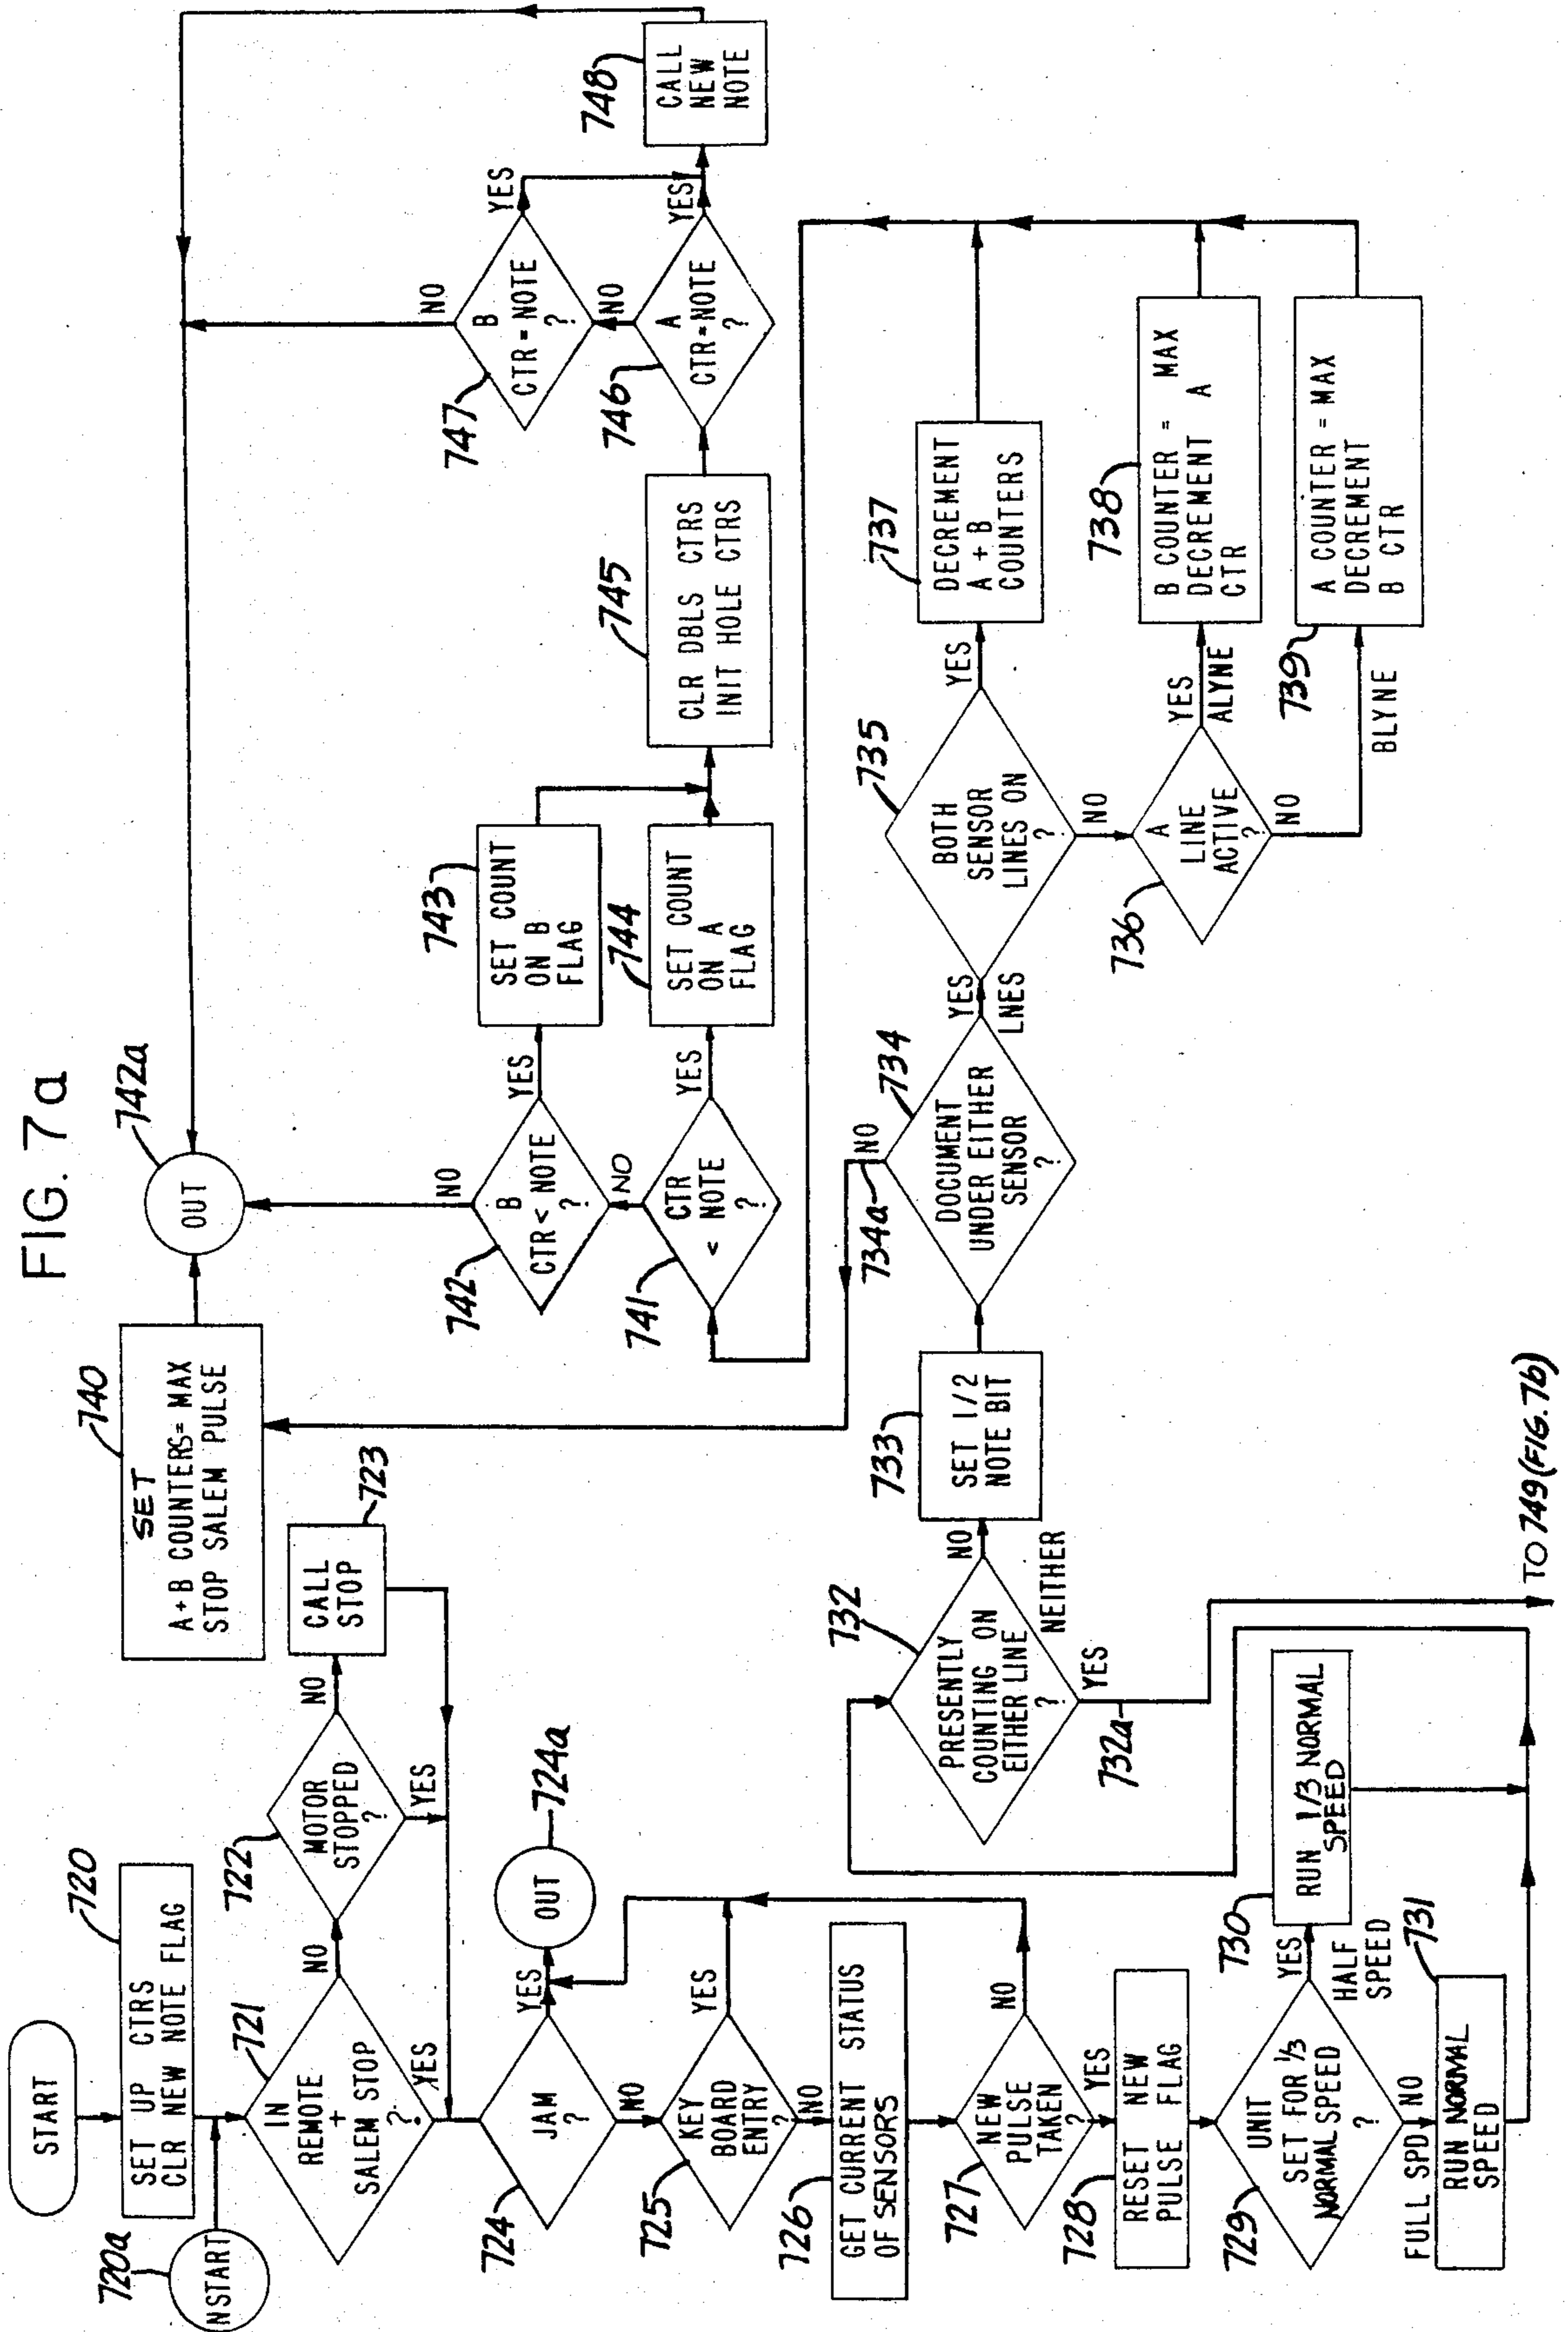 FIG. 7a
START
720
SET UP CTRS
CLR NEW NOTE FLAG
720a
NSTART
721
IN
REMOTE
+
SALEM STOP
?
NO
YES
722
MOTOR
STOPPED
?
NO
YES
723
CALL
STOP
724
JAM
?
YES
NO
724a
OUT
725
KEY
BOARD
ENTRY
?
YES
NO
726
GET CURRENT STATUS
OF SENSORS
727
NEW
PULSE
TAKEN
?
NO
YES
728
RESET NEW
PULSE FLAG
729
UNIT
SET FOR 1/3
NORMAL SPEED
?
YES
HALF
SPEED
FULL SPD
NO
730
RUN 1/3 NORMAL
SPEED
731
RUN NORMAL
SPEED
732
PRESENTLY
COUNTING ON
EITHER LINE
?
NO
NEITHER
YES
732a
TO 749 (FIG. 7b)
733
SET 1/2
NOTE BIT
734
DOCUMENT
UNDER EITHER
SENSOR
?
NO
734a
YES
LNES
735
BOTH
SENSOR
LINES ON
?
YES
NO
736
A
LINE
ACTIVE
?
YES
ALYNE
NO
BLYNE
737
DECREMENT
A + B
COUNTERS
738
B COUNTER = MAX
DECREMENT A
CTR
739
A COUNTER = MAX
DECREMENT
B CTR
740
SET
A+B COUNTERS= MAX
STOP SALEM PULSE
742a
OUT
741
CTR
< NOTE
?
YES
NO
742
B
CTR < NOTE
?
NO
YES
743
SET COUNT
ON B
FLAG
744
SET COUNT
ON A
FLAG
745
CLR DBLS CTRS
INIT HOLE CTRS
746
A
CTR=NOTE
?
YES
NO
747
B
CTR=NOTE
?
NO
YES
748
CALL
NEW
NOTE